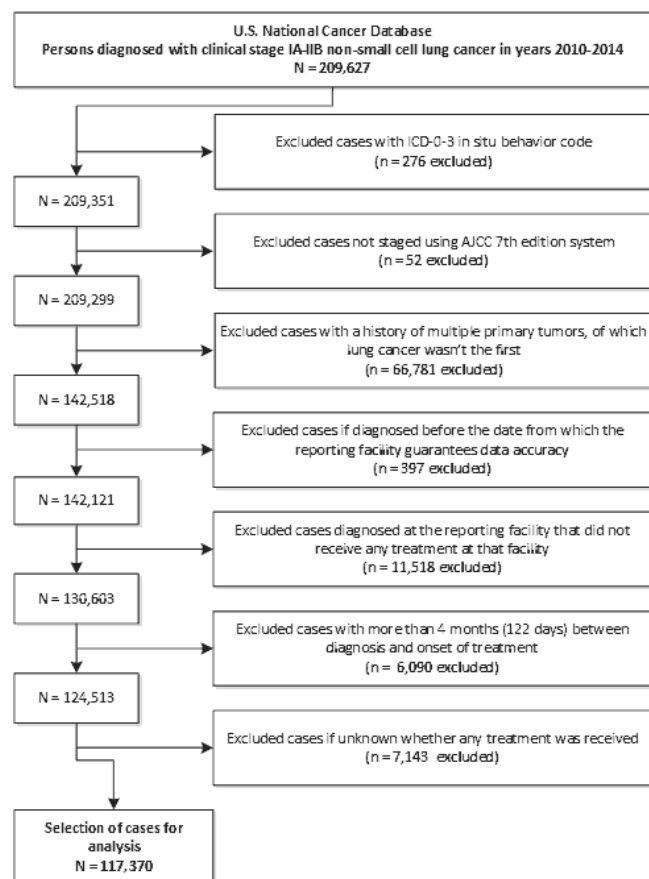 U.S. National Cancer Database
Persons diagnosed with clinical stage IA-IIB non-small cell lung cancer in years 2010-2014
N = 209,627
Excluded cases with ICD-0-3 in situ behavior code
(n = 276 excluded)
N = 209,351
Excluded cases not staged using AJCC 7th edition system
(n = 52 excluded)
N = 209,299
Excluded cases with a history of multiple primary tumors, of which
lung cancer wasn't the first
(n = 66,781 excluded)
N = 142,518
Excluded cases if diagnosed before the date from which the
reporting facility guarantees data accuracy
(n = 397 excluded)
N = 142,121
Excluded cases diagnosed at the reporting facility that did not
receive any treatment at that facility
(n = 11,518 excluded)
N = 130,603
Excluded cases with more than 4 months (122 days) between
diagnosis and onset of treatment
(n = 6,090 excluded)
N = 124,513
Excluded cases if unknown whether any treatment was received
(n = 7,143 excluded)
Selection of cases for
analysis
N = 117,370